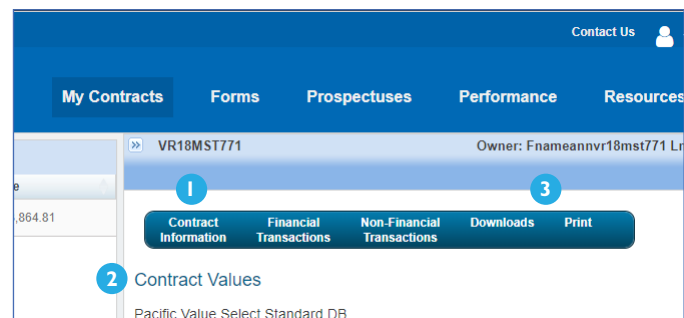 Contact Us
My Contracts Forms Prospectuses Performance Resources
VR18MST771 Owner: Fnameannvr18mst771 Lr
e
,864.81
1 3
Contract Information Financial Transactions Non-Financial Transactions Downloads Print
2 Contract Values
Pacific Value Select Standard DB